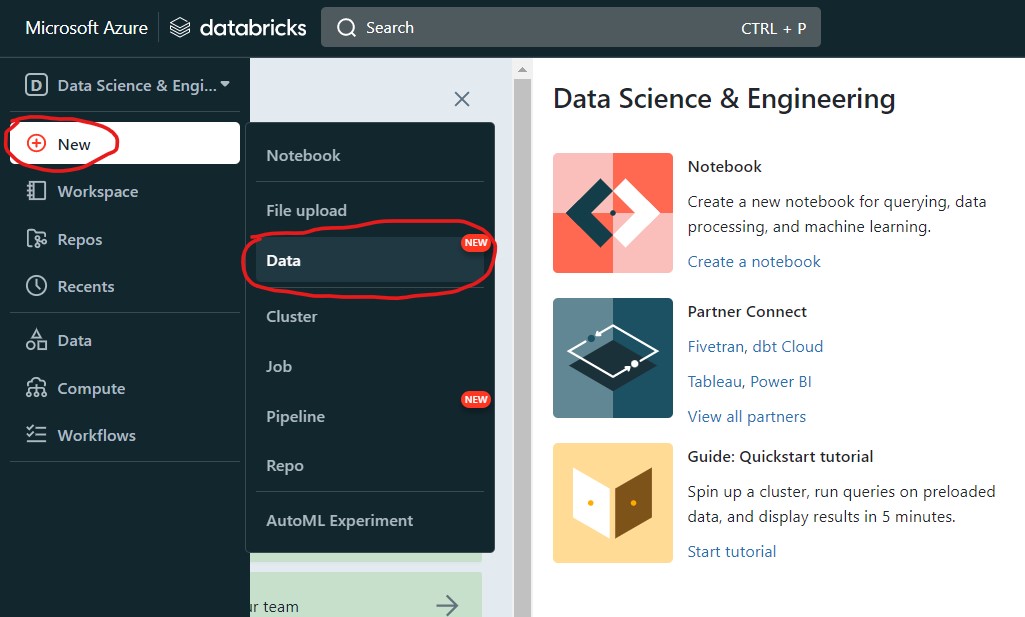 Microsoft Azure databricks Search CTRL + P
D Data Science & Engi...
New
Workspace
Repos
Recents
Data
Compute
Workflows
Notebook
File upload
NEW
Data
Cluster
Job
NEW
Pipeline
Repo
AutoML Experiment
ur team
Data Science & Engineering
Notebook
Create a new notebook for querying, data
processing, and machine learning.
Create a notebook
Partner Connect
Fivetran, dbt Cloud
Tableau, Power BI
View all partners
Guide: Quickstart tutorial
Spin up a cluster, run queries on preloaded
data, and display results in 5 minutes.
Start tutorial